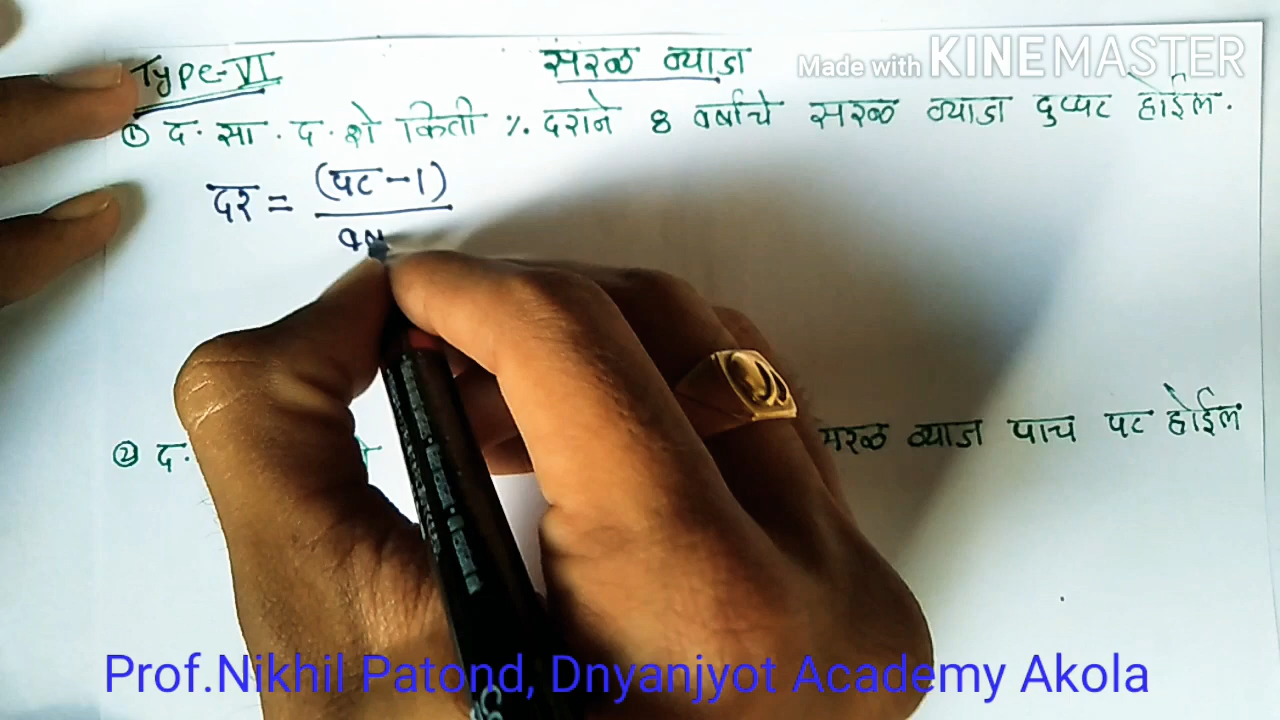 Type-VI सरळ व्याज Made with KINEMASTER
① द. सा. द. शे किती % दराने 8 वर्षाचे सरळ व्याज दुप्पट होईल.
दर = (पट-1)
② द. सरळ व्याज पाच पट होईल
Prof.Nikhil Patond, Dnyanjyot Academy Akola